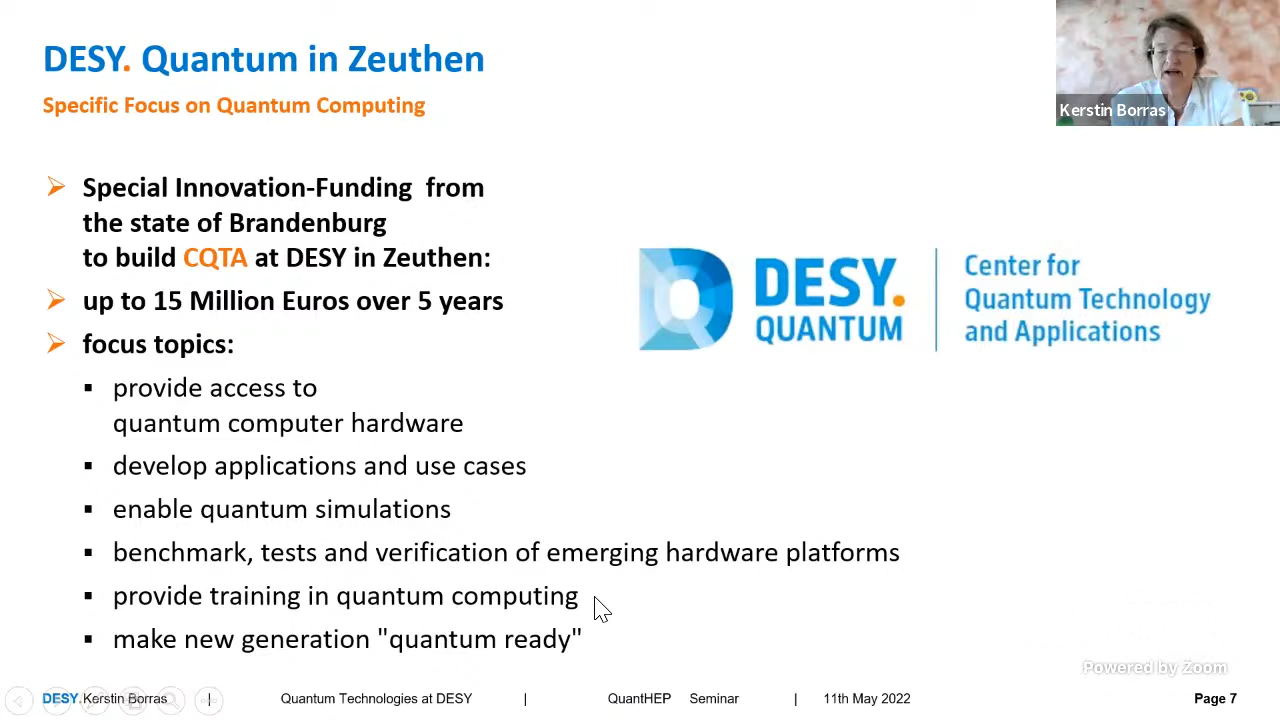 DESY. Quantum in Zeuthen
Specific Focus on Quantum Computing
Kerstin Borras
Special Innovation-Funding from
the state of Brandenburg
to build CQTA at DESY in Zeuthen:
up to 15 Million Euros over 5 years
focus topics:
provide access to
quantum computer hardware
develop applications and use cases
enable quantum simulations
benchmark, tests and verification of emerging hardware platforms
provide training in quantum computing
make new generation "quantum ready"
DESY.
QUANTUM
Center for
Quantum Technology
and Applications
Powered by Zoom
DESY. Kerstin Borras | Quantum Technologies at DESY | QuantHEP Seminar | 11th May 2022 Page 7